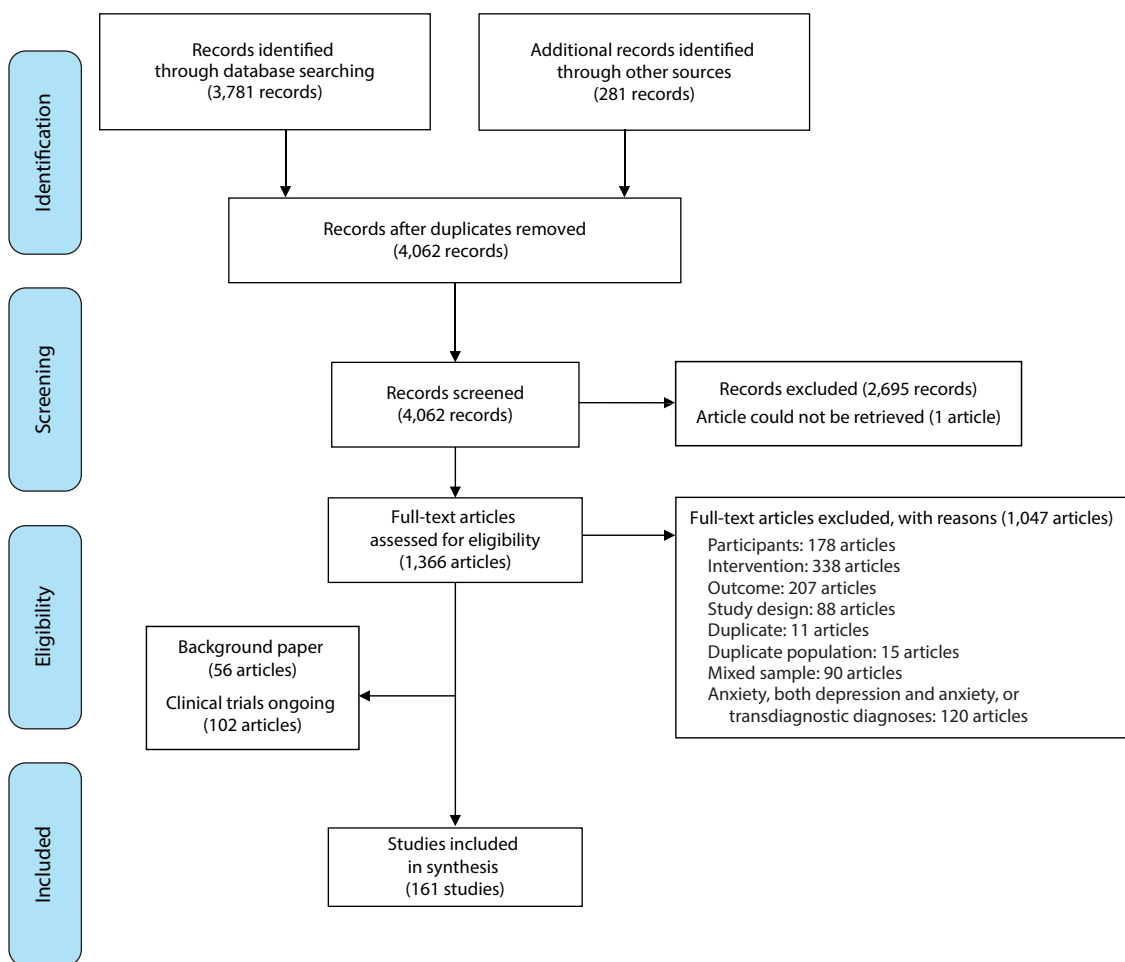 Identification
Records identified
through database searching
(3,781 records)
Additional records identified
through other sources
(281 records)
Records after duplicates removed
(4,062 records)
Screening
Records screened
(4,062 records)
Records excluded (2,695 records)
Article could not be retrieved (1 article)
Eligibility
Full-text articles
assessed for eligibility
(1,366 articles)
Full-text articles excluded, with reasons (1,047 articles)
Participants: 178 articles
Intervention: 338 articles
Outcome: 207 articles
Study design: 88 articles
Duplicate: 11 articles
Duplicate population: 15 articles
Mixed sample: 90 articles
Anxiety, both depression and anxiety, or
transdiagnostic diagnoses: 120 articles
Background paper
(56 articles)
Clinical trials ongoing
(102 articles)
Included
Studies included
in synthesis
(161 studies)